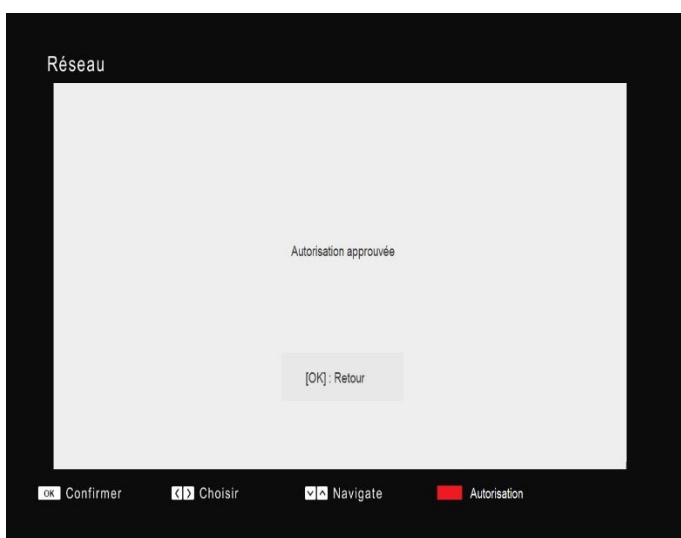 Réseau
Autorisation approuvée
[OK] : Retour
OK Confirmer Choisir Navigate Autorisation